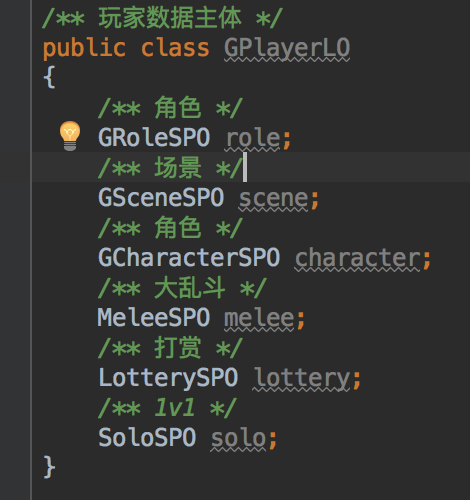 /** 玩家数据主体 */
public class GPlayerLO
{
/** 角色 */
GRoleSPO role;
/** 场景 */
GSceneSPO scene;
/** 角色 */
GCharacterSPO character;
/** 大乱斗 */
MeleeSPO melee;
/** 打赏 */
LotterySPO lottery;
/** 1v1 */
SoloSPO solo;
}